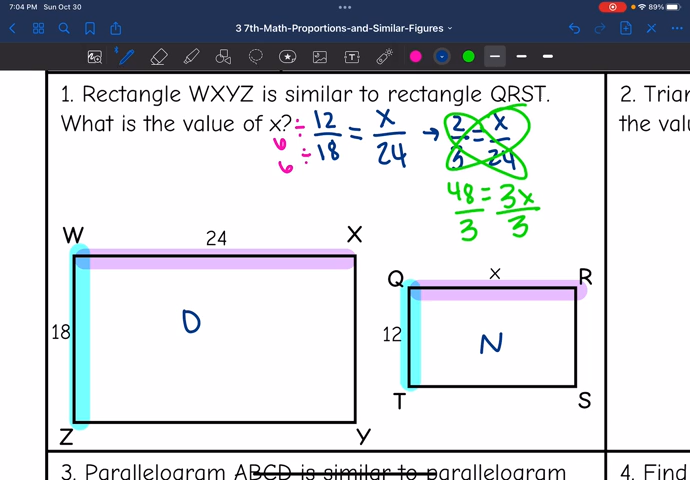 7:04 PM Sun Oct 30
89%
3 7th-Math-Proportions-and-Similar-Figures
1. Rectangle WXYZ is similar to rectangle QRST.
What is the value of x?
÷ 6
÷ 6
12/18 = x/24 → 2/3 = x/24
48/3 = 3x/3
W 24 X
18
D
Z Y
Q x R
12
N
T S
2. Trian
the valu
3. Parallelogram ABCD is similar to parallelogram
4. Find